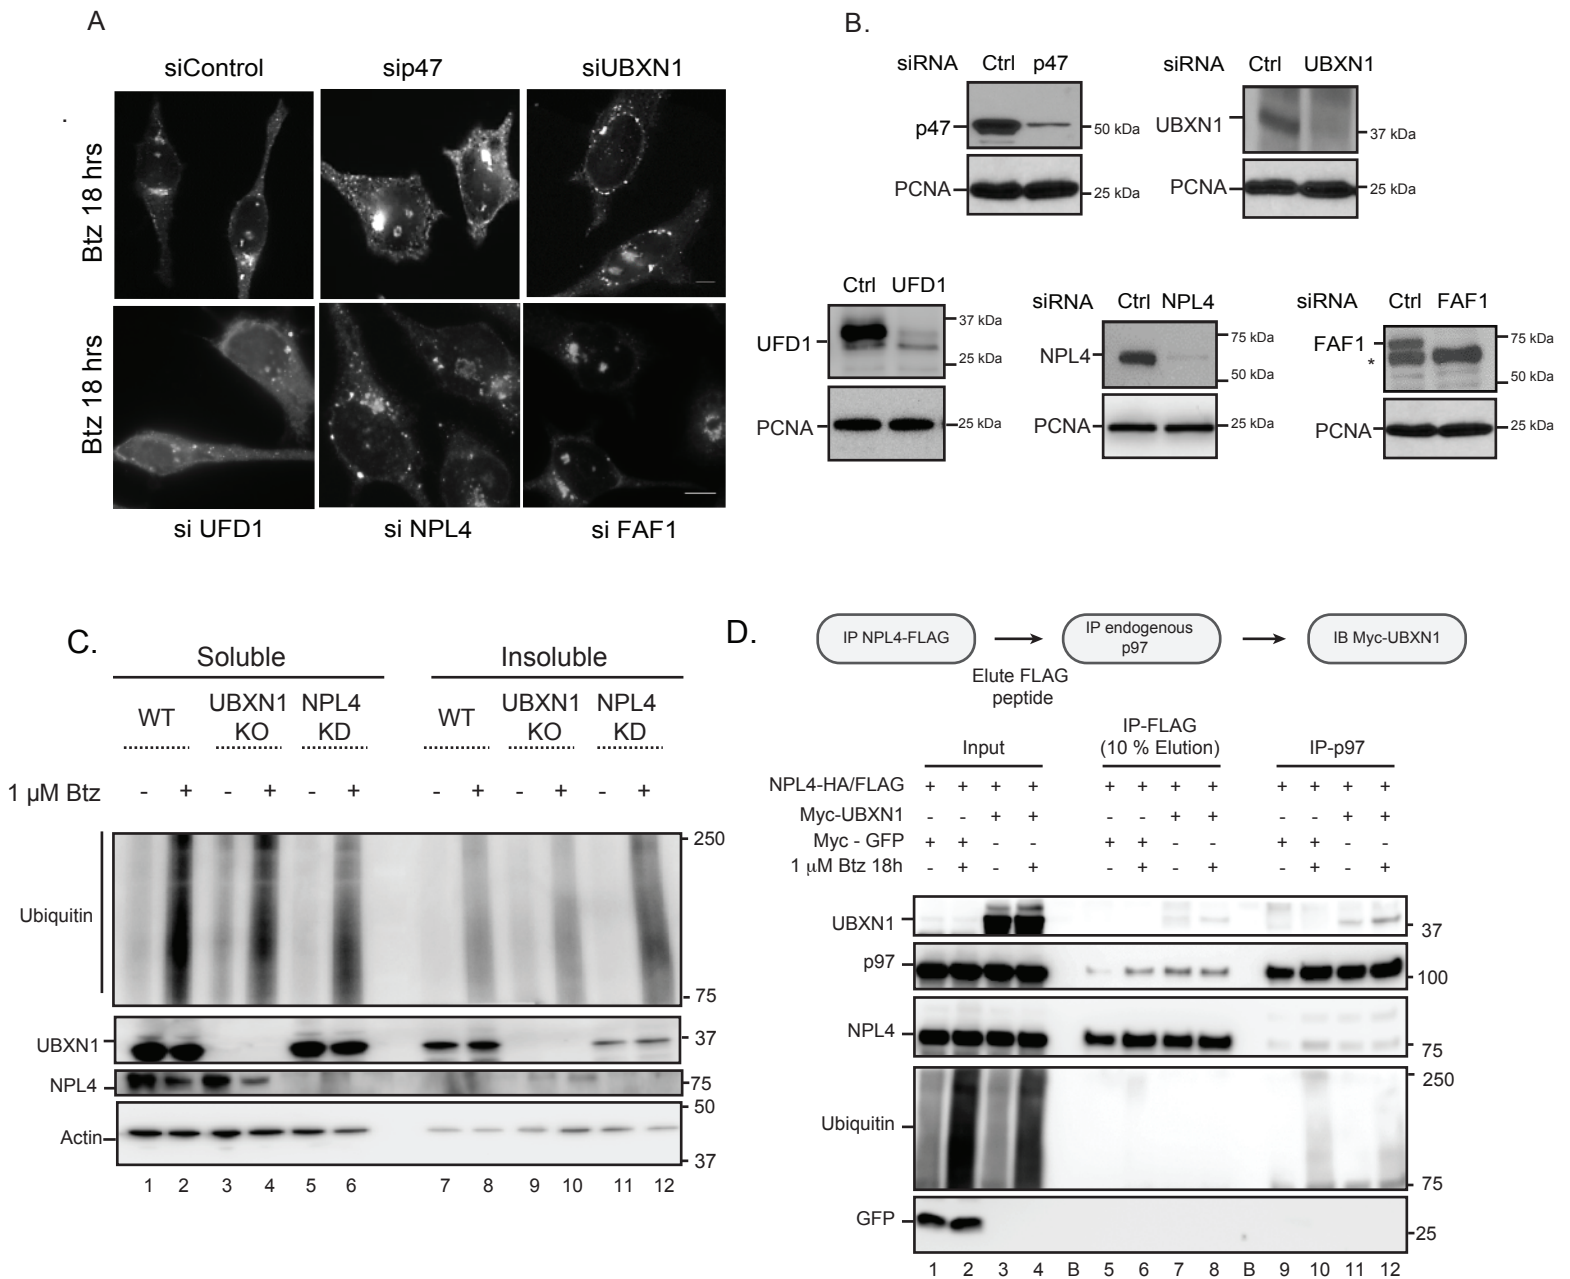 A
siControl sip47 siUBXN1
Btz 18 hrs
Btz 18 hrs
si UFD1 si NPL4 si FAF1
B.
siRNA Ctrl p47
p47
50 kDa
PCNA
25 kDa
siRNA Ctrl UBXN1
UBXN1
37 kDa
PCNA
25 kDa
Ctrl UFD1
UFD1
37 kDa
25 kDa
PCNA
25 kDa
siRNA Ctrl NPL4
NPL4
75 kDa
50 kDa
PCNA
25 kDa
siRNA Ctrl FAF1
FAF1
*
75 kDa
50 kDa
PCNA
25 kDa
C.
Soluble Insoluble
WT UBXN1 KO NPL4 KD WT UBXN1 KO NPL4 KD
1 µM Btz - + - + - + - + - + - +
Ubiquitin
250
75
UBXN1
37
NPL4
75
Actin
50
37
1 2 3 4 5 6 7 8 9 10 11 12
D.
IP NPL4-FLAG
Elute FLAG
peptide
IP endogenous
p97
IB Myc-UBXN1
Input
IP-FLAG
(10 % Elution)
IP-p97
NPL4-HA/FLAG + + + + + + + + + + + +
Myc-UBXN1 - - + + - - + + - - + +
Myc - GFP + + - - + + - - + + - -
1 µM Btz 18h - + - + - + - + - + - +
UBXN1
37
p97
100
NPL4
75
Ubiquitin
250
75
GFP
25
1 2 3 4 B 5 6 7 8 B 9 10 11 12